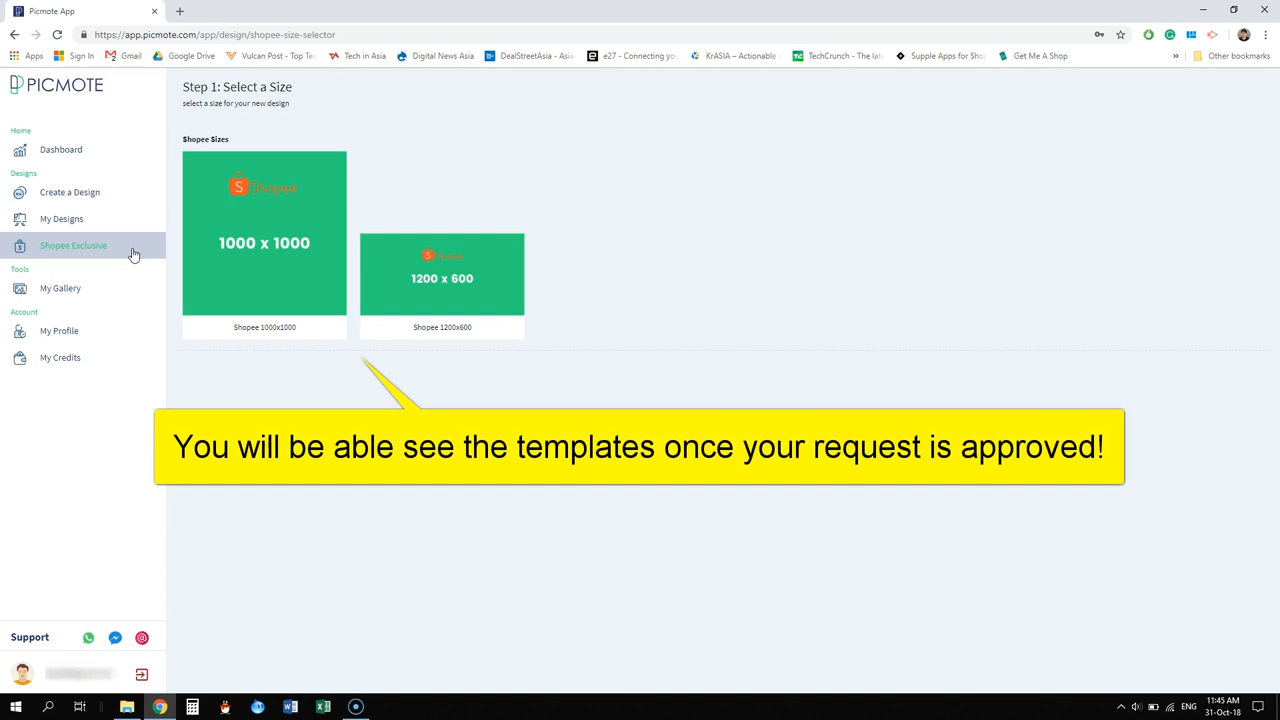 Picmote App
https://app.picmote.com/app/design/shopee-size-selector
Apps
Sign In
Gmail
Google Drive
Vulcan Post - Top Te
Tech in Asia
Digital News Asia
DealStreetAsia - Asia
e27 - Connecting yo
KrASIA – Actionable
TechCrunch – The lat
Supple Apps for Sho
Get Me A Shop
» Other bookmarks
PICMOTE
Home
Dashboard
Designs
Create a Design
My Designs
Shopee Exclusive
Tools
My Gallery
Account
My Profile
My Credits
Step 1: Select a Size
select a size for your new design
Shopee Sizes
S Shopee
1000 x 1000
Shopee 1000x1000
S Shopee
1200 x 600
Shopee 1200x600
You will be able see the templates once your request is approved!
Support
ENG
11:45 AM
31-Oct-18